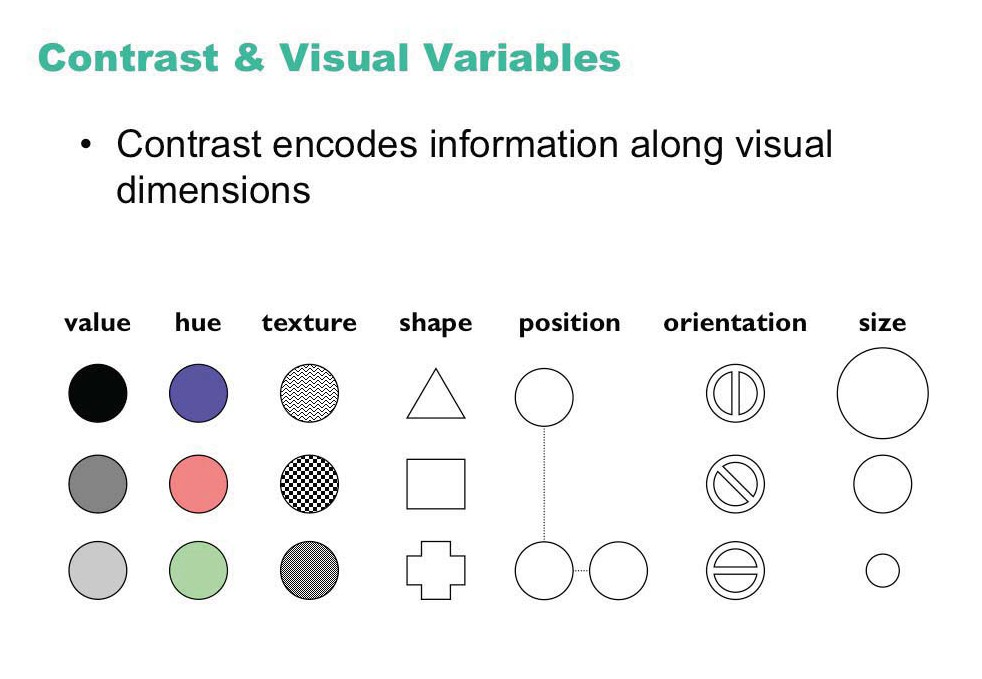 Contrast & Visual Variables
• Contrast encodes information along visual
dimensions
value hue texture shape position orientation size